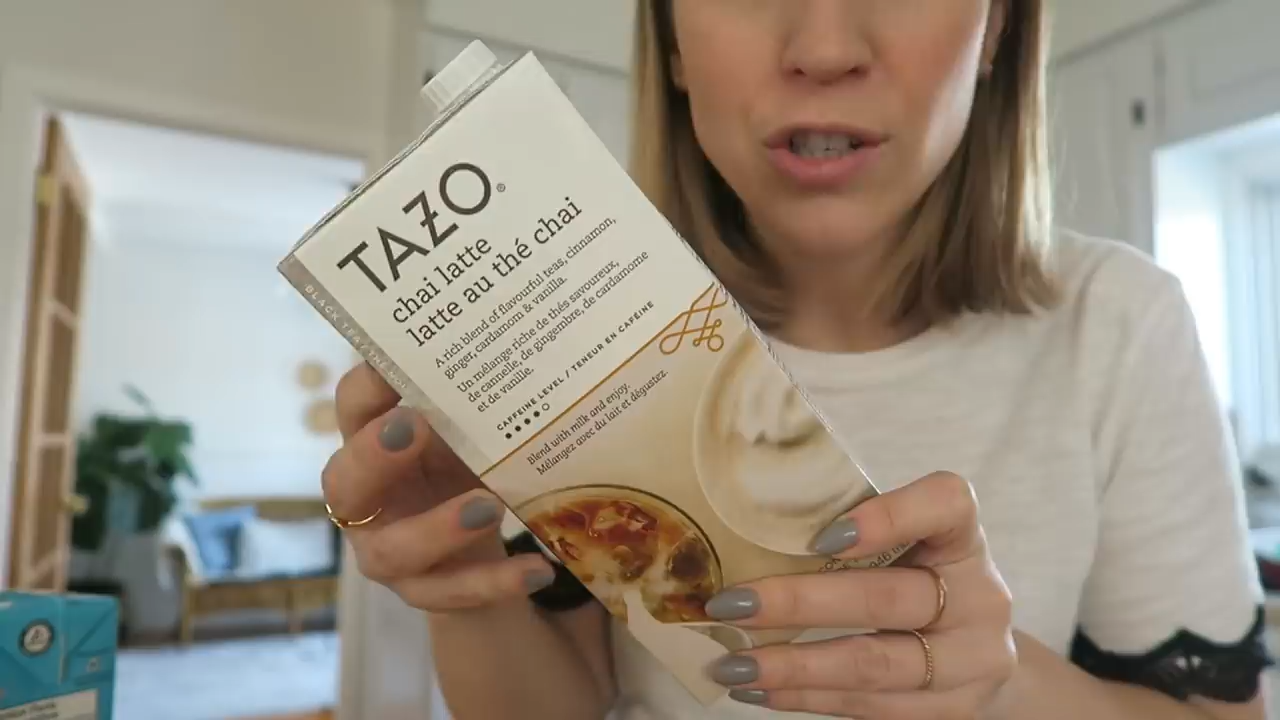 TAZO®
chai latte
latte au thé chai
A rich blend of flavourful teas, cinnamon,
ginger, cardamom & vanilla.
Un mélange riche de thés savoureux,
de cannelle, de gingembre, de cardamome
et de vanille.
CAFFEINE LEVEL / TENEUR EN CAFÉINE
Blend with milk and enjoy.
Mélangez avec du lait et dégustez.
BLACK TEA
946